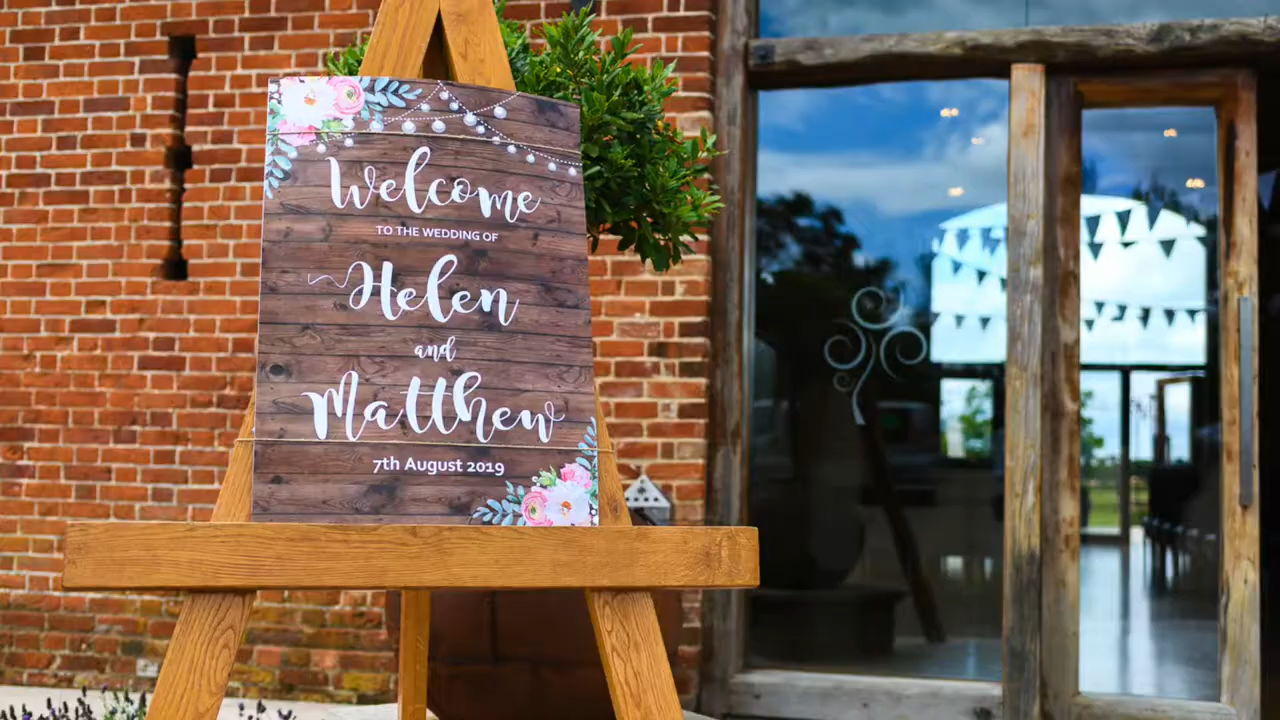 Welcome
TO THE WEDDING OF
Helen
and
Matthew
7th August 2019